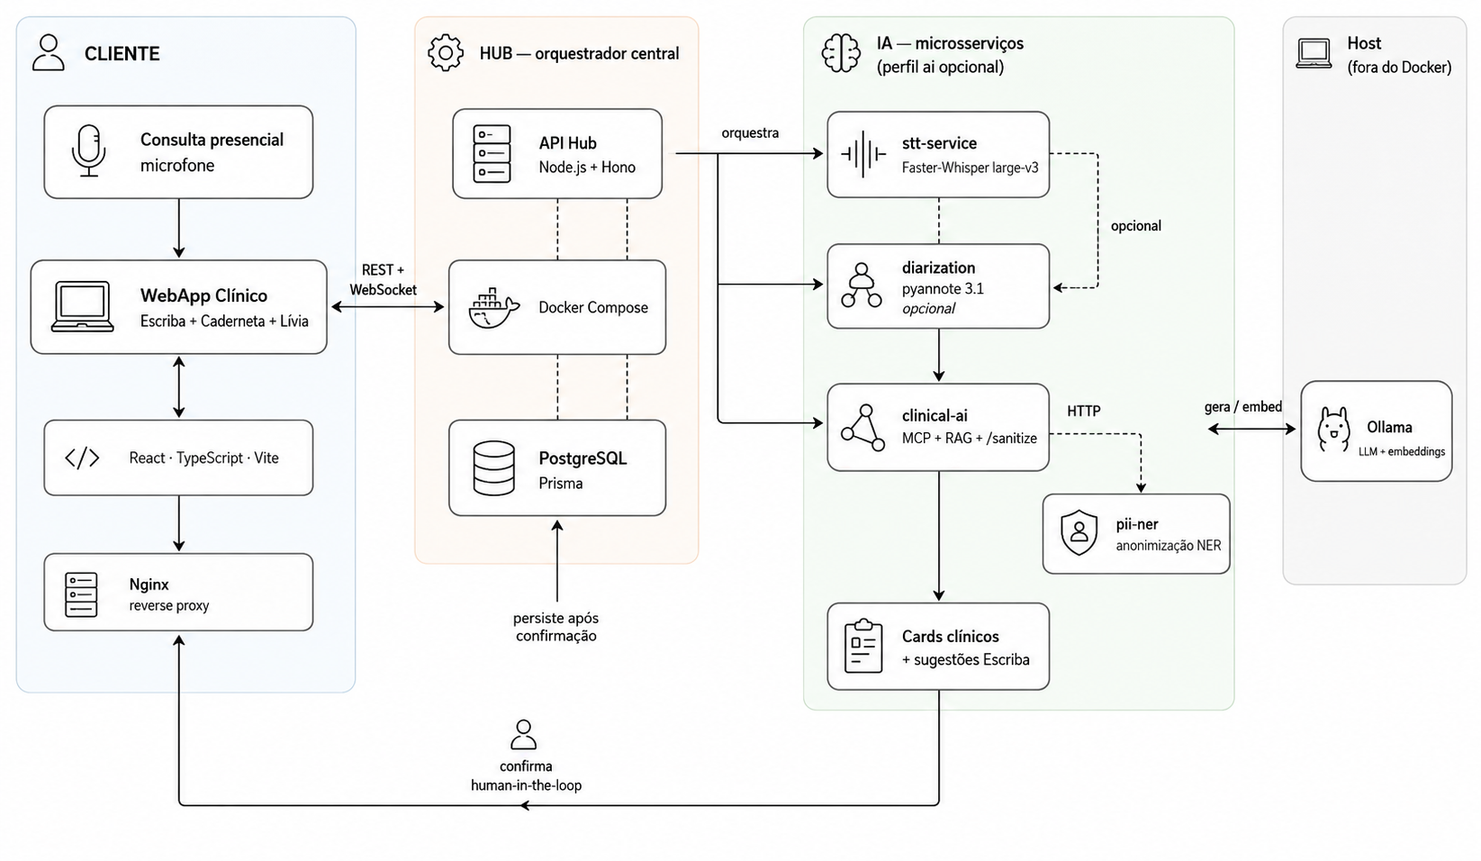 CLIENTE
Consulta presencial
microfone
WebApp Clínico
Escriba + Caderneta + Lívia
React · TypeScript · Vite
Nginx
reverse proxy
REST +
WebSocket
HUB — orquestrador central
API Hub
Node.js + Hono
Docker Compose
PostgreSQL
Prisma
persiste após
confirmação
confirma
human-in-the-loop
orquestra
IA — microsserviços
(perfil ai opcional)
stt-service
Faster-Whisper large-v3
opcional
diarization
pyannote 3.1
opcional
clinical-ai
MCP + RAG + /sanitize
HTTP
pii-ner
anonimização NER
Cards clínicos
+ sugestões Escriba
gera / embed
Host
(fora do Docker)
Ollama
LLM + embeddings